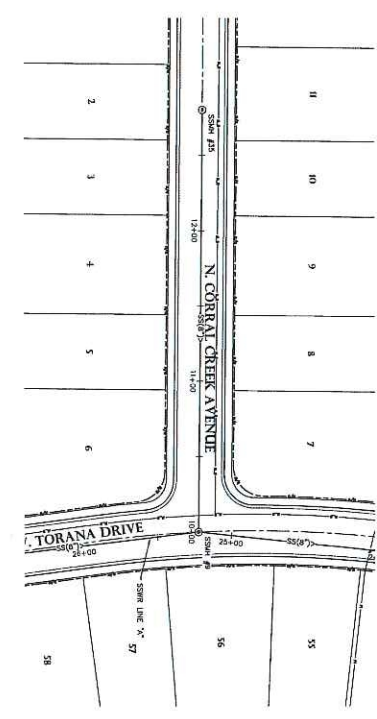 11
2
SSMH #35
10
3
12+00
9
4
N. CORRAL CREEK AVENUE
SS(8")
8
5
11+00
7
6
10+00
SSMH #9
25+00
SS(8")
. TORANA DRIVE
SS(8")
26+00
SSWR LINE "A"
55
56
57
58